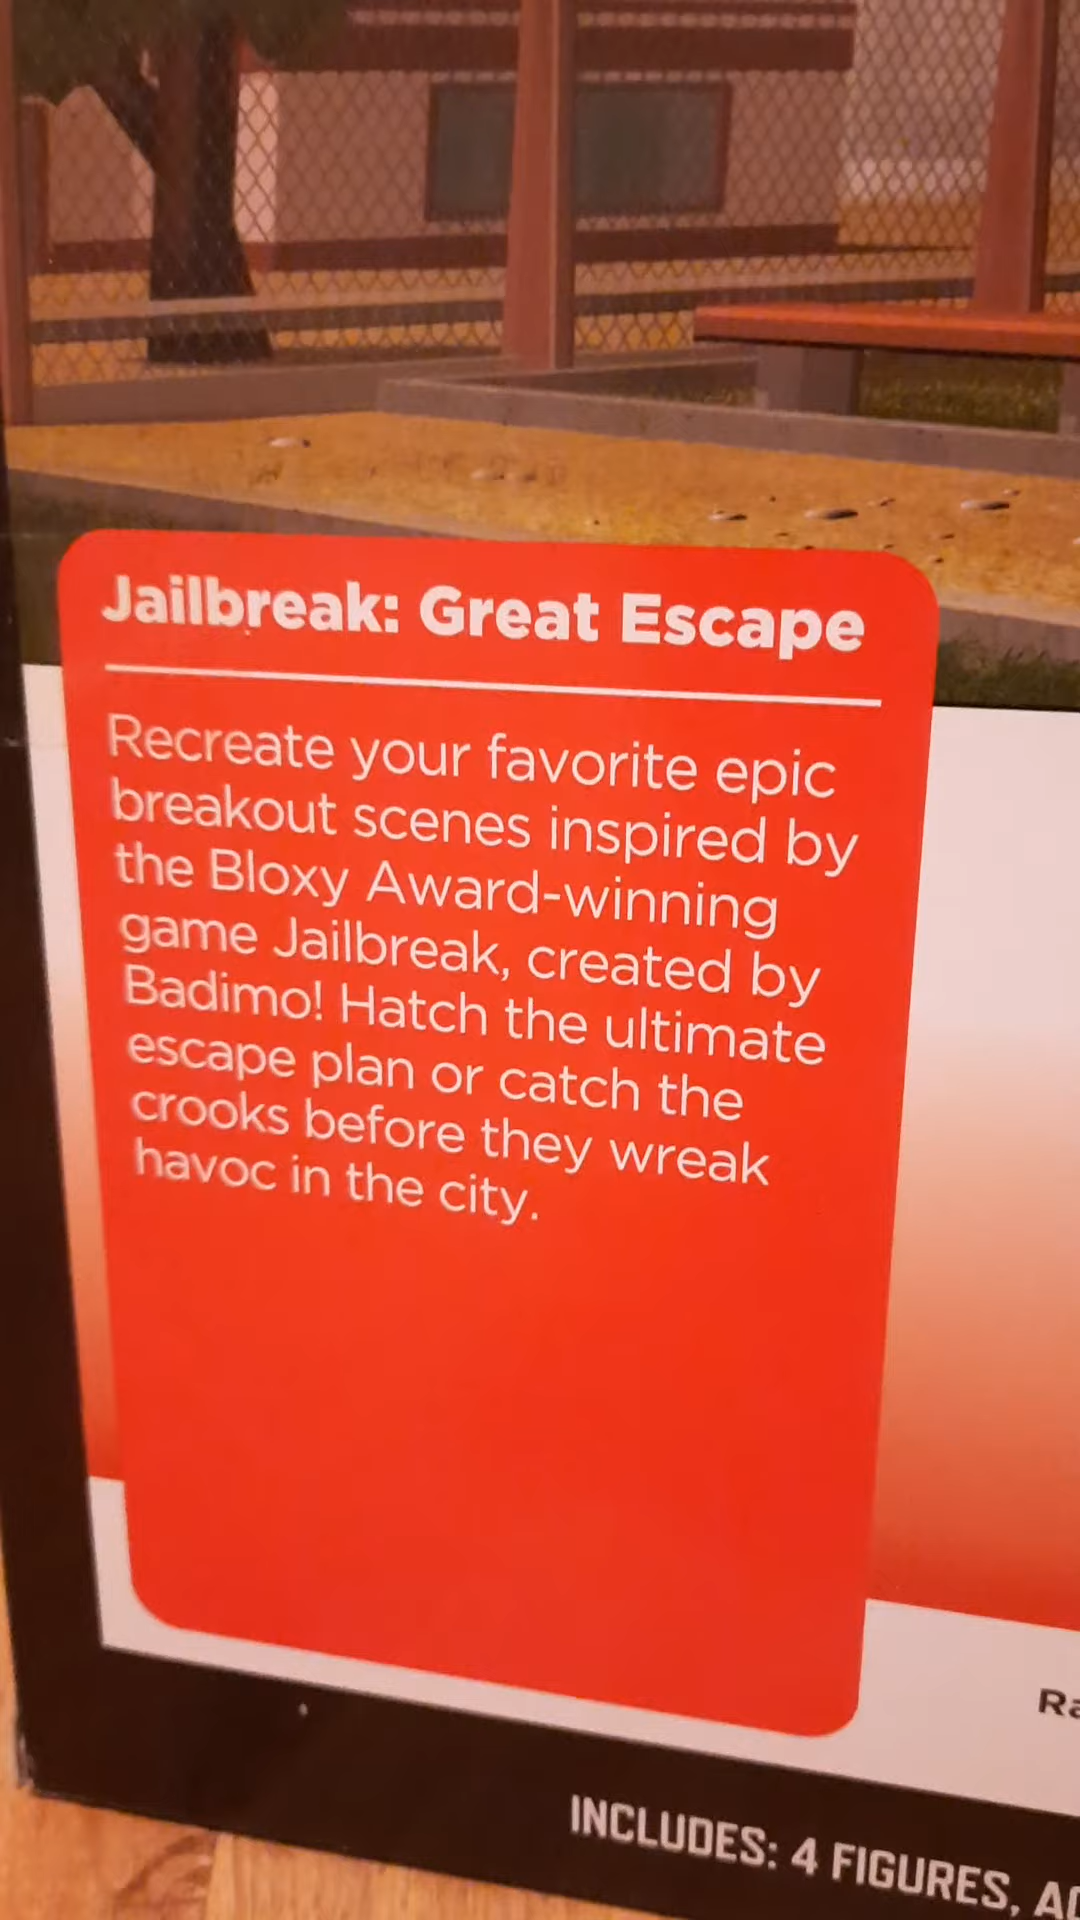 Jailbreak: Great Escape
Recreate your favorite epic
breakout scenes inspired by
the Bloxy Award-winning
game Jailbreak, created by
Badimo! Hatch the ultimate
escape plan or catch the
crooks before they wreak
havoc in the city.
INCLUDES: 4 FIGURES,